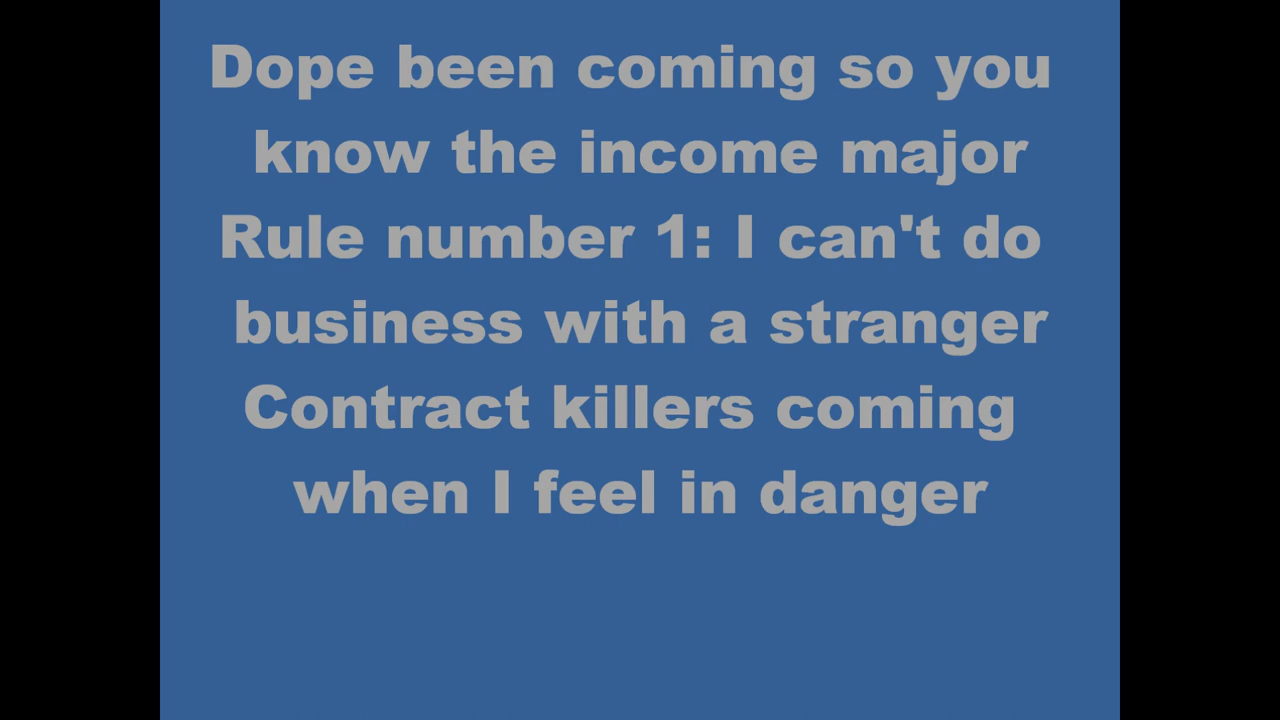 Dope been coming so you
know the income major
Rule number 1: I can't do
business with a stranger
Contract killers coming
when I feel in danger